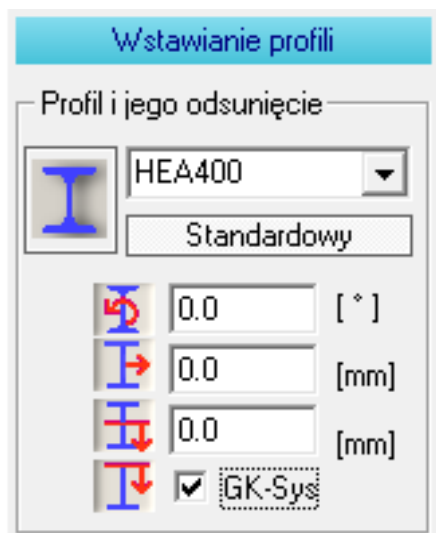 Wstawianie profili
Profil i jego odsunięcie
HEA400
Standardowy
0.0 [°]
0.0 [mm]
0.0 [mm]
GK-Sys